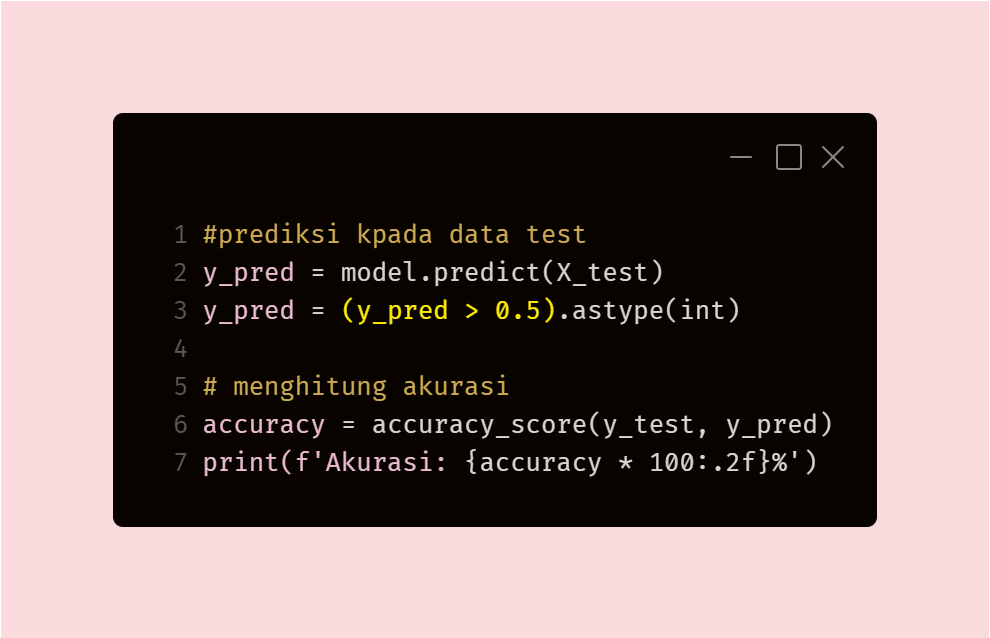 1 #prediksi kpada data test
2 y_pred = model.predict(X_test)
3 y_pred = (y_pred > 0.5).astype(int)
4
5 # menghitung akurasi
6 accuracy = accuracy_score(y_test, y_pred)
7 print(f'Akurasi: {accuracy * 100:.2f}%')